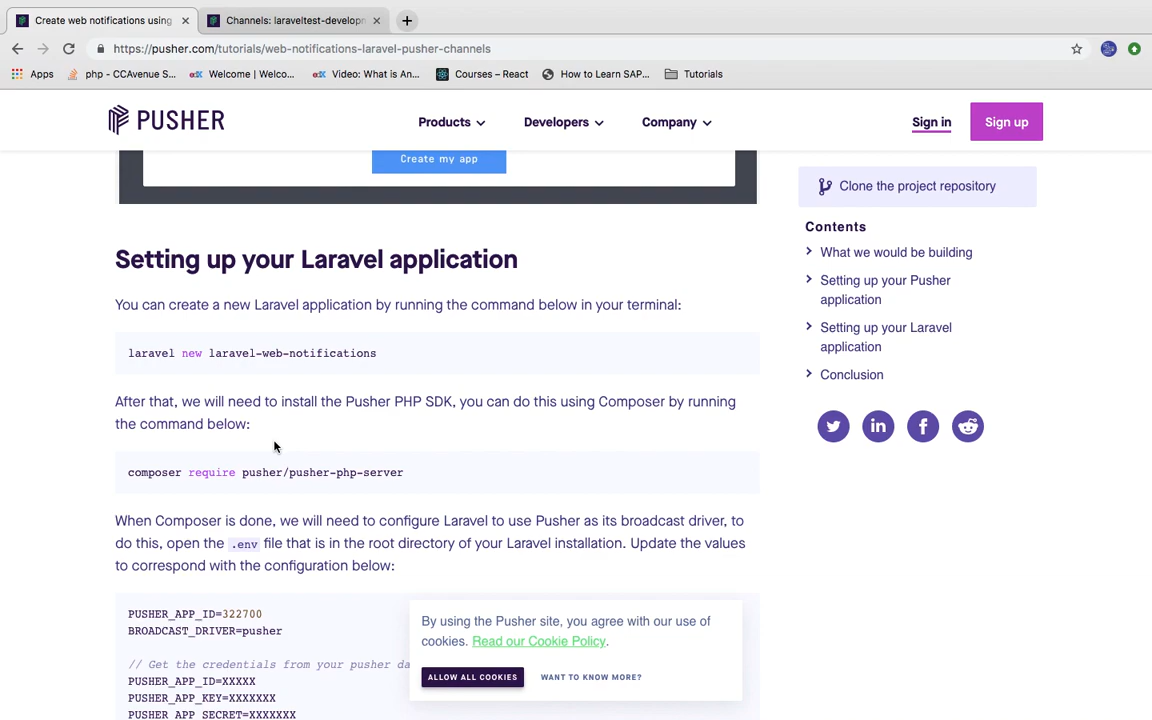 Create web notifications using
Channels: laraveltest-developn
https://pusher.com/tutorials/web-notifications-laravel-pusher-channels
Apps
php - CCAvenue S...
Welcome | Welco...
Video: What is An...
Courses – React
How to Learn SAP...
Tutorials
PUSHER
Products
Developers
Company
Sign in
Sign up
Create my app
Clone the project repository
Contents
What we would be building
Setting up your Pusher
application
Setting up your Laravel
application
Conclusion
Setting up your Laravel application
You can create a new Laravel application by running the command below in your terminal:
laravel new laravel-web-notifications
After that, we will need to install the Pusher PHP SDK, you can do this using Composer by running
the command below:
composer require pusher/pusher-php-server
When Composer is done, we will need to configure Laravel to use Pusher as its broadcast driver, to
do this, open the .env file that is in the root directory of your Laravel installation. Update the values
to correspond with the configuration below:
PUSHER_APP_ID=322700
BROADCAST_DRIVER=pusher
// Get the credentials from your pusher da
PUSHER_APP_ID=XXXXX
PUSHER_APP_KEY=XXXXXXX
PUSHER_APP_SECRET=XXXXXXX
By using the Pusher site, you agree with our use of
cookies. Read our Cookie Policy.
ALLOW ALL COOKIES
WANT TO KNOW MORE?